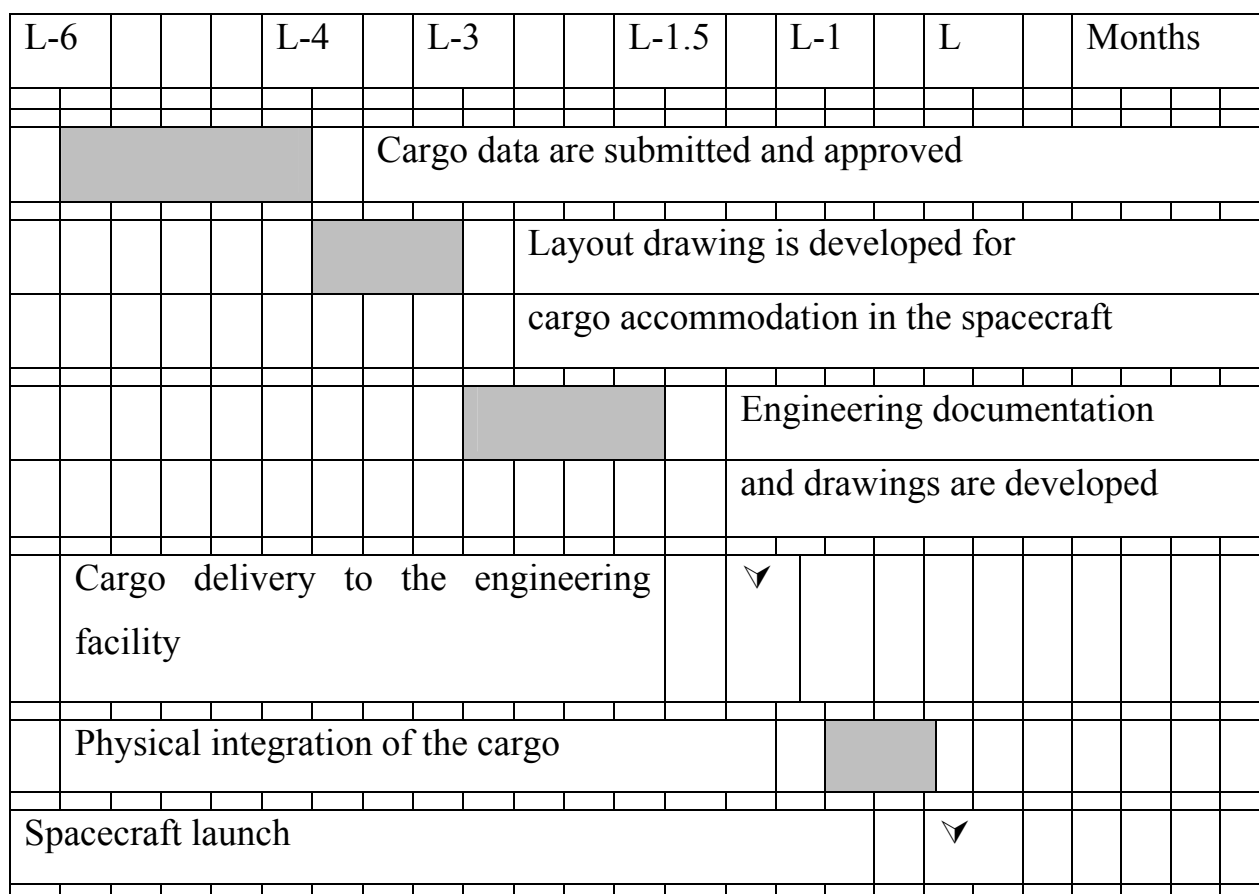 L-6 L-4 L-3 L-1.5 L-1 L Months
Cargo data are submitted and approved
Layout drawing is developed for
cargo accommodation in the spacecraft
Engineering documentation
and drawings are developed
Cargo delivery to the engineering
facility
Physical integration of the cargo
Spacecraft launch